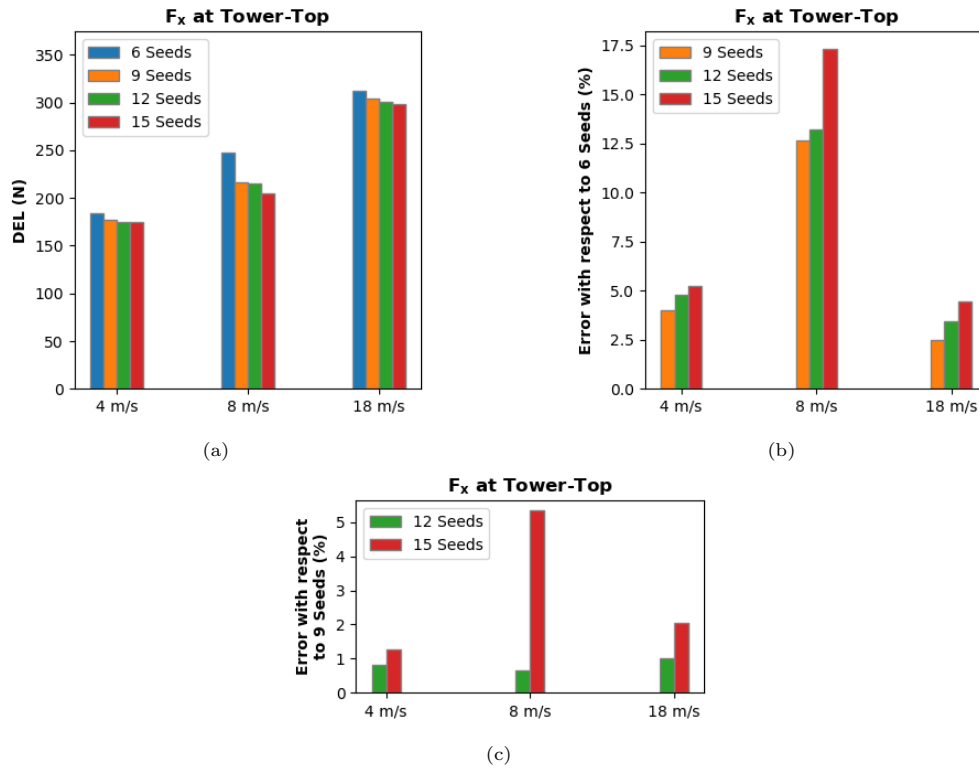 F_x at Tower-Top
DEL (N)
350
300
250
200
150
100
50
0
6 Seeds
9 Seeds
12 Seeds
15 Seeds
4 m/s
8 m/s
18 m/s
(a)
F_x at Tower-Top
Error with respect to 6 Seeds (%)
17.5
15.0
12.5
10.0
7.5
5.0
2.5
0.0
9 Seeds
12 Seeds
15 Seeds
4 m/s
8 m/s
18 m/s
(b)
F_x at Tower-Top
Error with respect
to 9 Seeds (%)
5
4
3
2
1
0
12 Seeds
15 Seeds
4 m/s
8 m/s
18 m/s
(c)